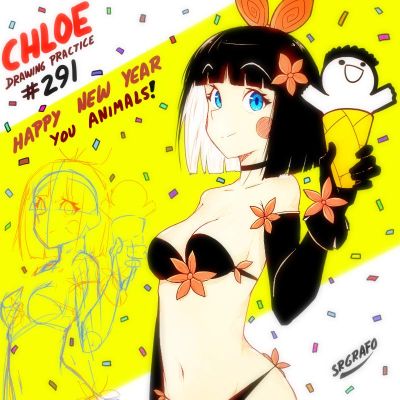 CHLOE
DRAWING PRACTICE
#291
HAPPY NEW YEAR
YOU ANIMALS!
SRGRAFO